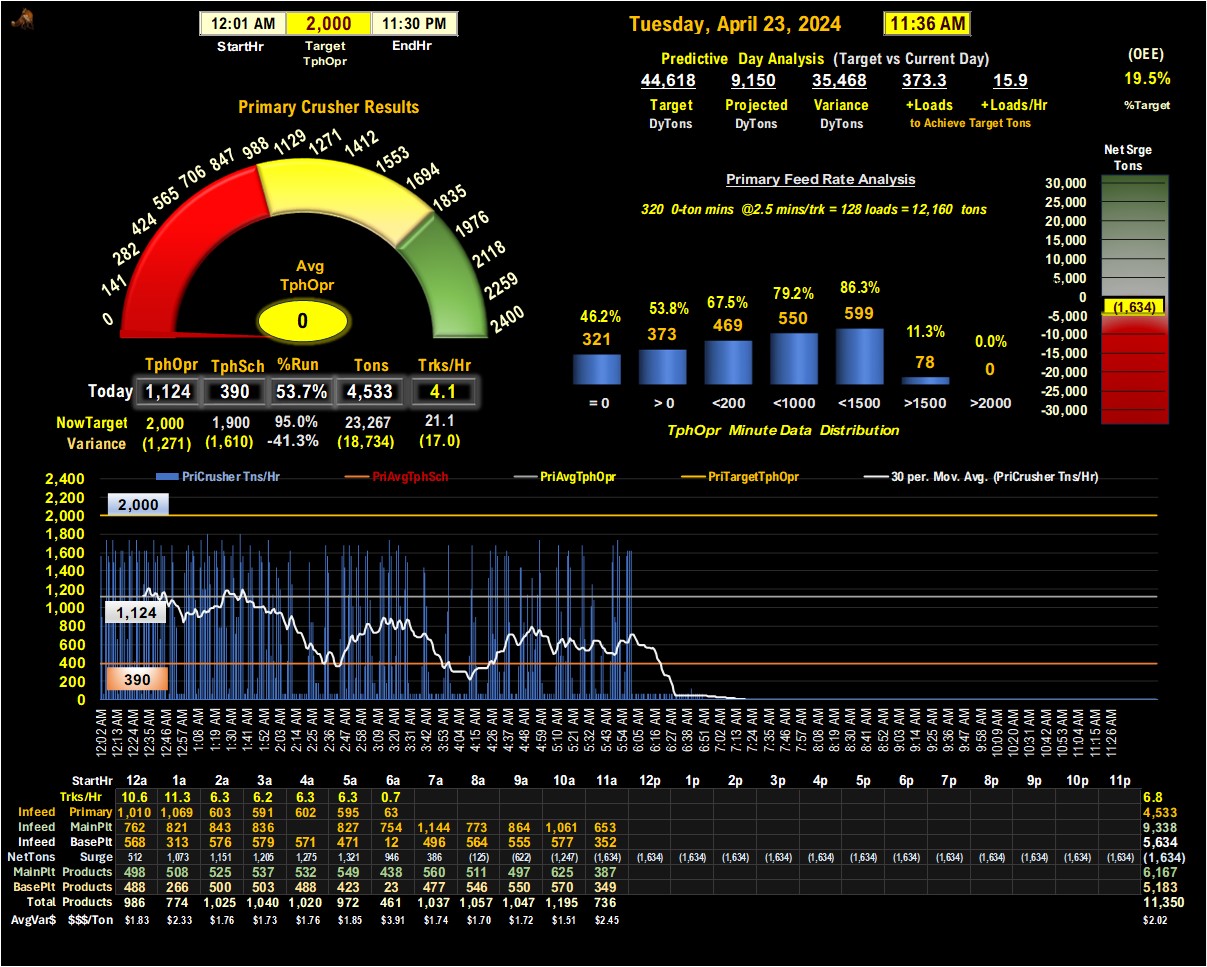 12:01 AM 2,000 11:30 PM
StartHr Target EndHr
TphOpr
Tuesday, April 23, 2024 11:36 AM
Predictive Day Analysis (Target vs Current Day)
44,618 9,150 35,468 373.3 15.9
Target Projected Variance +Loads +Loads/Hr
DyTons DyTons DyTons to Achieve Target Tons
(OEE)
19.5%
%Target
Primary Crusher Results
0 141 282 424 565 706 847 988 1129 1271 1412 1553 1694 1835 1976 2118 2259 2400
Avg
TphOpr
0
TphOpr TphSch %Run Tons Trks/Hr
Today 1,124 390 53.7% 4,533 4.1
NowTarget 2,000 1,900 95.0% 23,267 21.1
Variance (1,271) (1,610) -41.3% (18,734) (17.0)
Primary Feed Rate Analysis
320 0-ton mins @2.5 mins/trk = 128 loads = 12,160 tons
46.2% 53.8% 67.5% 79.2% 86.3% 11.3% 0.0%
321 373 469 550 599 78 0
= 0 > 0 <200 <1000 <1500 >1500 >2000
TphOpr Minute Data Distribution
Net Srge
Tons
30,000
25,000
20,000
15,000
10,000
5,000
0
(1,634)
-5,000
-10,000
-15,000
-20,000
-25,000
-30,000
PriCrusher Tns/Hr PriAvgTphSch PriAvgTphOpr PriTargetTphOpr 30 per. Mov. Avg. (PriCrusher Tns/Hr)
2,400
2,200
2,000
1,800
1,600
1,400
1,200
1,000
800
600
400
200
0
2,000
1,124
390
12:02 AM 12:13 AM 12:24 AM 12:35 AM 12:46 AM 12:57 AM 1:08 AM 1:19 AM 1:30 AM 1:41 AM 1:52 AM 2:03 AM 2:14 AM 2:25 AM 2:36 AM 2:47 AM 2:58 AM 3:09 AM 3:20 AM 3:31 AM 3:42 AM 3:53 AM 4:04 AM 4:15 AM 4:26 AM 4:37 AM 4:48 AM 4:59 AM 5:10 AM 5:21 AM 5:32 AM 5:43 AM 5:54 AM 6:05 AM 6:16 AM 6:27 AM 6:38 AM 6:51 AM 7:02 AM 7:13 AM 7:24 AM 7:35 AM 7:46 AM 7:57 AM 8:08 AM 8:19 AM 8:30 AM 8:41 AM 8:52 AM 9:03 AM 9:14 AM 9:25 AM 9:36 AM 9:47 AM 9:58 AM 10:09 AM 10:20 AM 10:31 AM 10:42 AM 10:53 AM 11:04 AM 11:15 AM 11:26 AM
StartHr 12a 1a 2a 3a 4a 5a 6a 7a 8a 9a 10a 11a 12p 1p 2p 3p 4p 5p 6p 7p 8p 9p 10p 11p
Trks/Hr 10.6 11.3 6.3 6.2 6.3 6.3 0.7 6.8
Infeed Primary 1,010 1,069 603 591 602 595 63 4,533
Infeed MainPlt 762 821 843 836 827 754 1,144 773 864 1,061 653 9,338
Infeed BasePlt 568 313 576 579 571 471 12 496 564 555 577 352 5,634
NetTons Surge 512 1,073 1,151 1,205 1,275 1,321 946 386 (125) (622) (1,247) (1,634) (1,634) (1,634) (1,634) (1,634) (1,634) (1,634) (1,634) (1,634) (1,634) (1,634) (1,634) (1,634) (1,634)
MainPlt Products 498 508 525 537 532 549 438 560 511 497 625 387 6,167
BasePlt Products 488 266 500 503 488 423 23 477 546 550 570 349 5,183
Total Products 986 774 1,025 1,040 1,020 972 461 1,037 1,057 1,047 1,195 736 11,350
AvgVar$ $$$/Ton $1.83 $2.33 $1.76 $1.73 $1.76 $1.85 $3.91 $1.74 $1.70 $1.72 $1.51 $2.45 $2.02